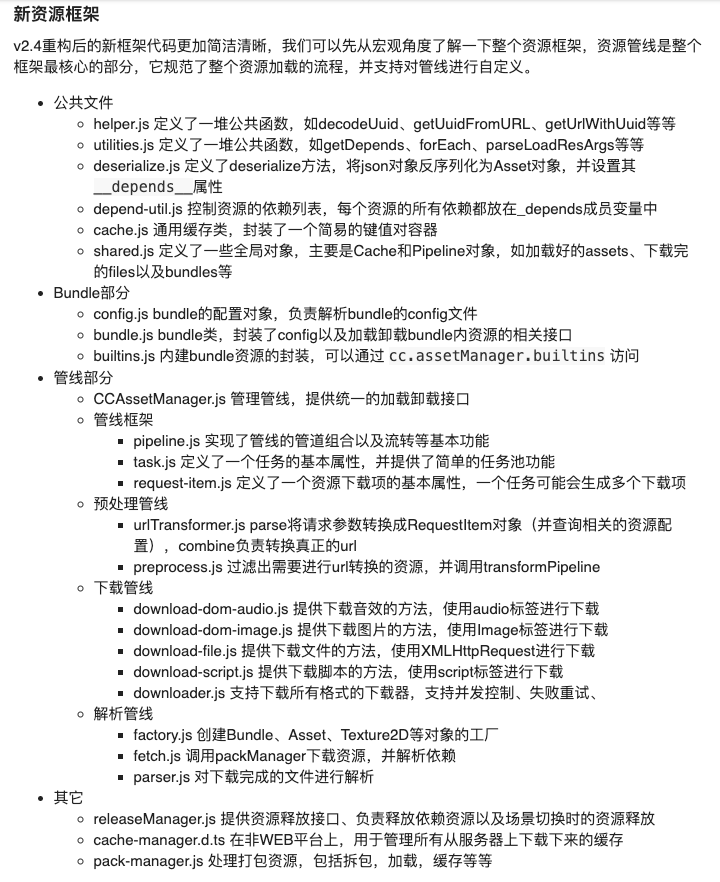 新资源框架
v2.4重构后的新框架代码更加简洁清晰，我们可以先从宏观角度了解一下整个资源框架，资源管线是整个
框架最核心的部分，它规范了整个资源加载的流程，并支持对管线进行自定义。
• 公共文件
◦ helper.js 定义了一堆公共函数，如decodeUuid、getUuidFromURL、getUrlWithUuid等等
◦ utilities.js 定义了一堆公共函数，如getDepends、forEach、parseLoadResArgs等等
◦ deserialize.js 定义了deserialize方法，将json对象反序列化为Asset对象，并设置其
__depends__属性
◦ depend-util.js 控制资源的依赖列表，每个资源的所有依赖都放在_depends成员变量中
◦ cache.js 通用缓存类，封装了一个简易的键值对容器
◦ shared.js 定义了一些全局对象，主要是Cache和Pipeline对象，如加载好的assets、下载完
的files以及bundles等
• Bundle部分
◦ config.js bundle的配置对象，负责解析bundle的config文件
◦ bundle.js bundle类，封装了config以及加载卸载bundle内资源的相关接口
◦ builtins.js 内建bundle资源的封装，可以通过 cc.assetManager.builtins 访问
• 管线部分
◦ CCAssetManager.js 管理管线，提供统一的加载卸载接口
◦ 管线框架
▪ pipeline.js 实现了管线的管道组合以及流转等基本功能
▪ task.js 定义了一个任务的基本属性，并提供了简单的任务池功能
▪ request-item.js 定义了一个资源下载项的基本属性，一个任务可能会生成多个下载项
◦ 预处理管线
▪ urlTransformer.js parse将请求参数转换成RequestItem对象（并查询相关的资源配
置），combine负责转换真正的url
▪ preprocess.js 过滤出需要进行url转换的资源，并调用transformPipeline
◦ 下载管线
▪ download-dom-audio.js 提供下载音效的方法，使用audio标签进行下载
▪ download-dom-image.js 提供下载图片的方法，使用Image标签进行下载
▪ download-file.js 提供下载文件的方法，使用XMLHttpRequest进行下载
▪ download-script.js 提供下载脚本的方法，使用script标签进行下载
▪ downloader.js 支持下载所有格式的下载器，支持并发控制、失败重试、
◦ 解析管线
▪ factory.js 创建Bundle、Asset、Texture2D等对象的工厂
▪ fetch.js 调用packManager下载资源，并解析依赖
▪ parser.js 对下载完成的文件进行解析
• 其它
◦ releaseManager.js 提供资源释放接口、负责释放依赖资源以及场景切换时的资源释放
◦ cache-manager.d.ts 在非WEB平台上，用于管理所有从服务器上下载下来的缓存
◦ pack-manager.js 处理打包资源，包括拆包，加载，缓存等等